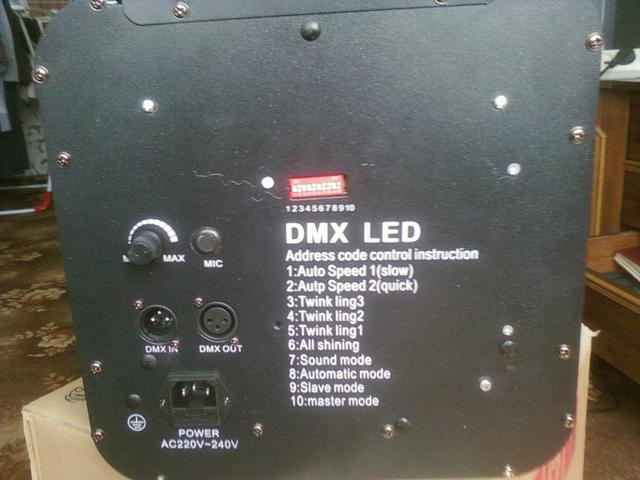 12345678910
DMX LED
Address code control instruction
1:Auto Speed 1(slow)
2:Autp Speed 2(quick)
3:Twink ling3
4:Twink ling2
5:Twink ling1
6:All shining
7:Sound mode
8:Automatic mode
9:Slave mode
10:master mode
MAX
MIC
DMX IN
DMX OUT
POWER
AC220V~240V